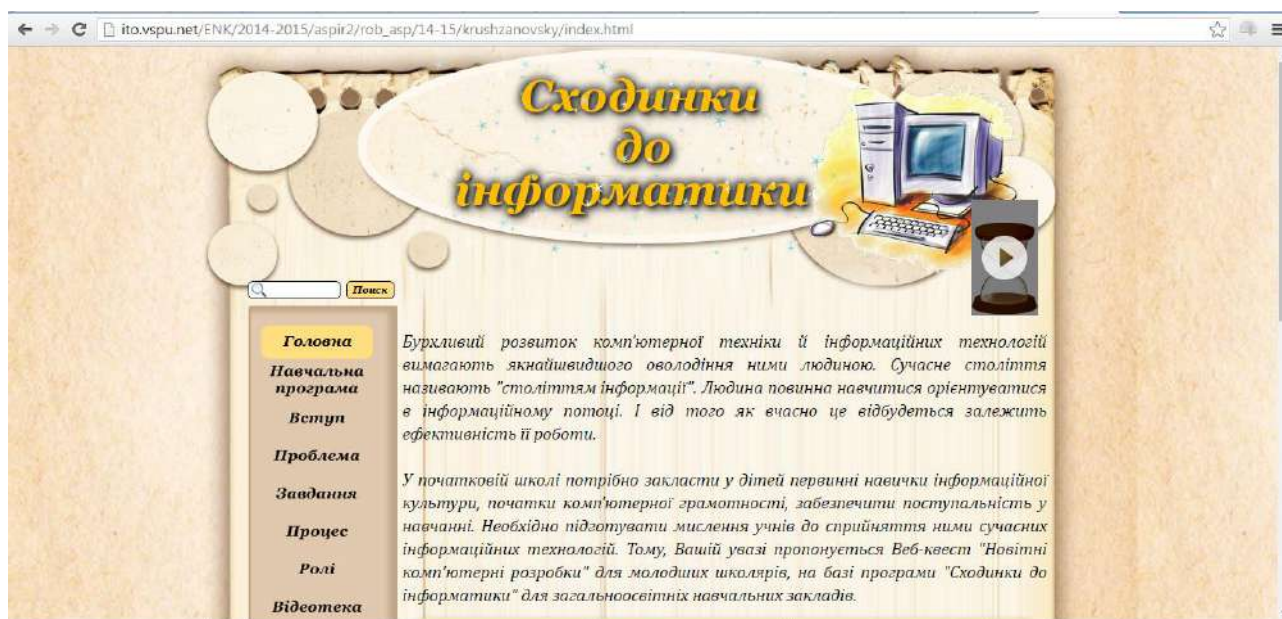 ito.vspu.net/ENK/2014-2015/aspir2/rob_asp/14-15/krushzanovsky/index.html
Сходинки
до
інформатики
Поиск
Головна
Навчальна
програма
Вступ
Проблема
Завдання
Процес
Ролі
Відеотека
Бурхливий розвиток комп'ютерної техніки й інформаційних технологій
вимагають якнайшвидшого оволодіння ними людиною. Сучасне століття
називають "століттям інформації". Людина повинна навчитися орієнтуватися
в інформаційному потоці. І від того як вчасно це відбудеться залежить
ефективність її роботи.
У початковій школі потрібно закласти у дітей первинні навички інформаційної
культури, початки комп'ютерної грамотності, забезпечити поступальність у
навчанні. Необхідно підготувати мислення учнів до сприйняття ними сучасних
інформаційних технологій. Тому, Вашій увазі пропонується Веб-квест "Новітні
комп'ютерні розробки" для молодших школярів, на базі програми "Сходинки до
інформатики" для загальноосвітніх навчальних закладів.